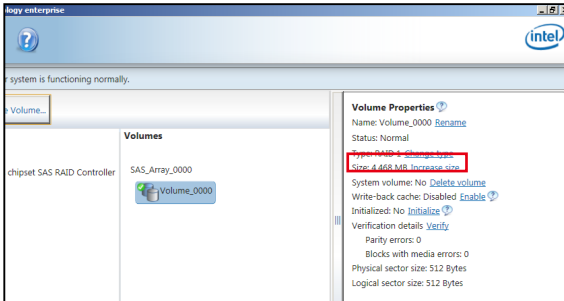 ology enterprise
intel
r system is functioning normally.
e Volume...
Volumes
chipset SAS RAID Controller
SAS_Array_0000
Volume_0000
Volume Properties
Name: Volume_0000 Rename
Status: Normal
Type: RAID 1 Change type
Size: 4,468 MB Increase size
System volume: No Delete volume
Write-back cache: Disabled Enable
Initialized: No Initialize
Verification details Verify
Parity errors: 0
Blocks with media errors: 0
Physical sector size: 512 Bytes
Logical sector size: 512 Bytes